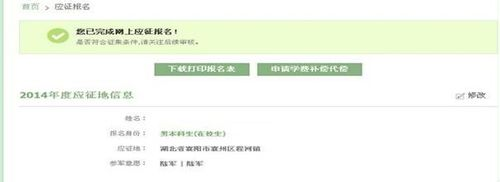 首页 > 应征报名
您已完成网上应征报名！
是否符合征集条件,请关注后续审核。
下载打印报名表 申请学费补偿代偿
2014年度应征地信息 修改
姓名：
报名身份： 男本科生(在校生)
应征地： 湖北省襄阳市襄州区程河镇
参军意愿： 陆军 | 陆军